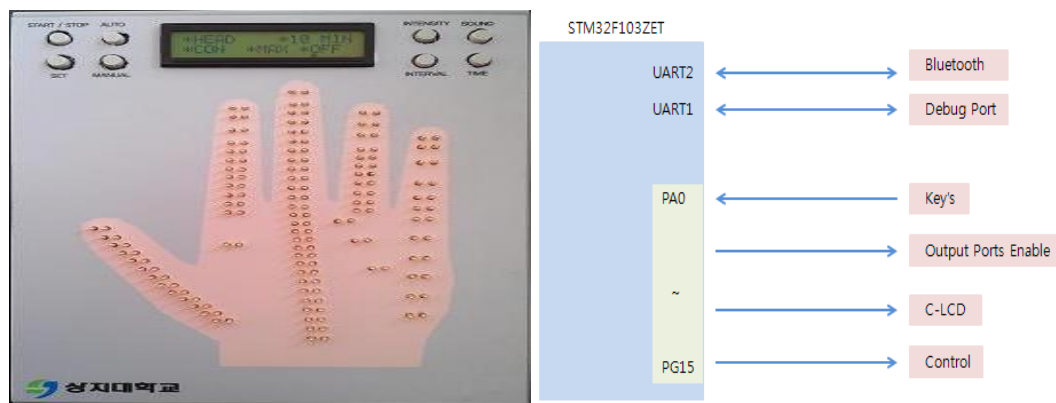 START / STOP AUTO
SET MANUAL
*HEAD *10 MIN
*CON *MAX *OFF
INTENSITY SOUND
INTERVAL TIME
상지대학교
STM32F103ZET
UART2
Bluetooth
UART1
Debug Port
PA0
Key's
Output Ports Enable
~
C-LCD
PG15
Control